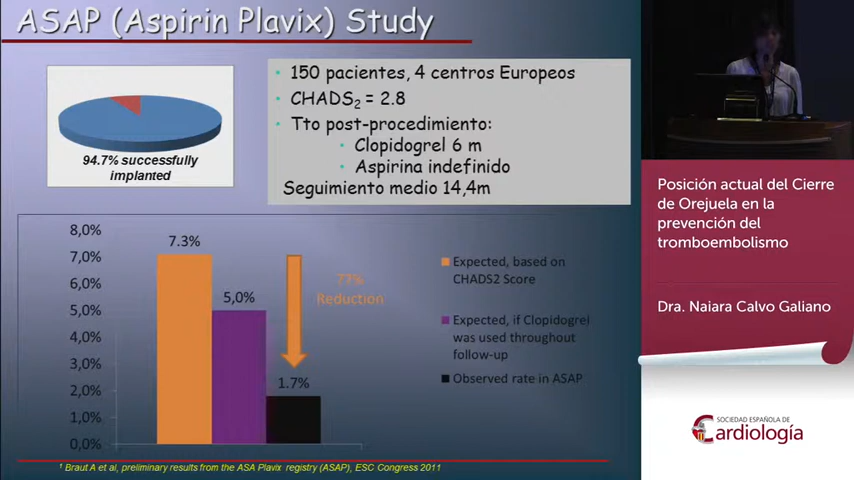 ASAP (Aspirin Plavix) Study
94.7% successfully
implanted
• 150 pacientes, 4 centros Europeos
• CHADS2 = 2.8
• Tto post-procedimiento:
• Clopidogrel 6 m
• Aspirina indefinido
Seguimiento medio 14,4m
8,0%
7,0%
6,0%
5,0%
4,0%
3,0%
2,0%
1,0%
0,0%
7.3%
5,0%
1.7%
77%
Reduction
Expected, based on
CHADS2 Score
Expected, if Clopidogrel
was used throughout
follow-up
Observed rate in ASAP
1 Braut A et al, preliminary results from the ASA Plavix registry (ASAP), ESC Congress 2011
Posición actual del Cierre
de Orejuela en la
prevención del
tromboembolismo
Dra. Naiara Calvo Galiano
SOCIEDAD ESPAÑOLA DE
Cardiología